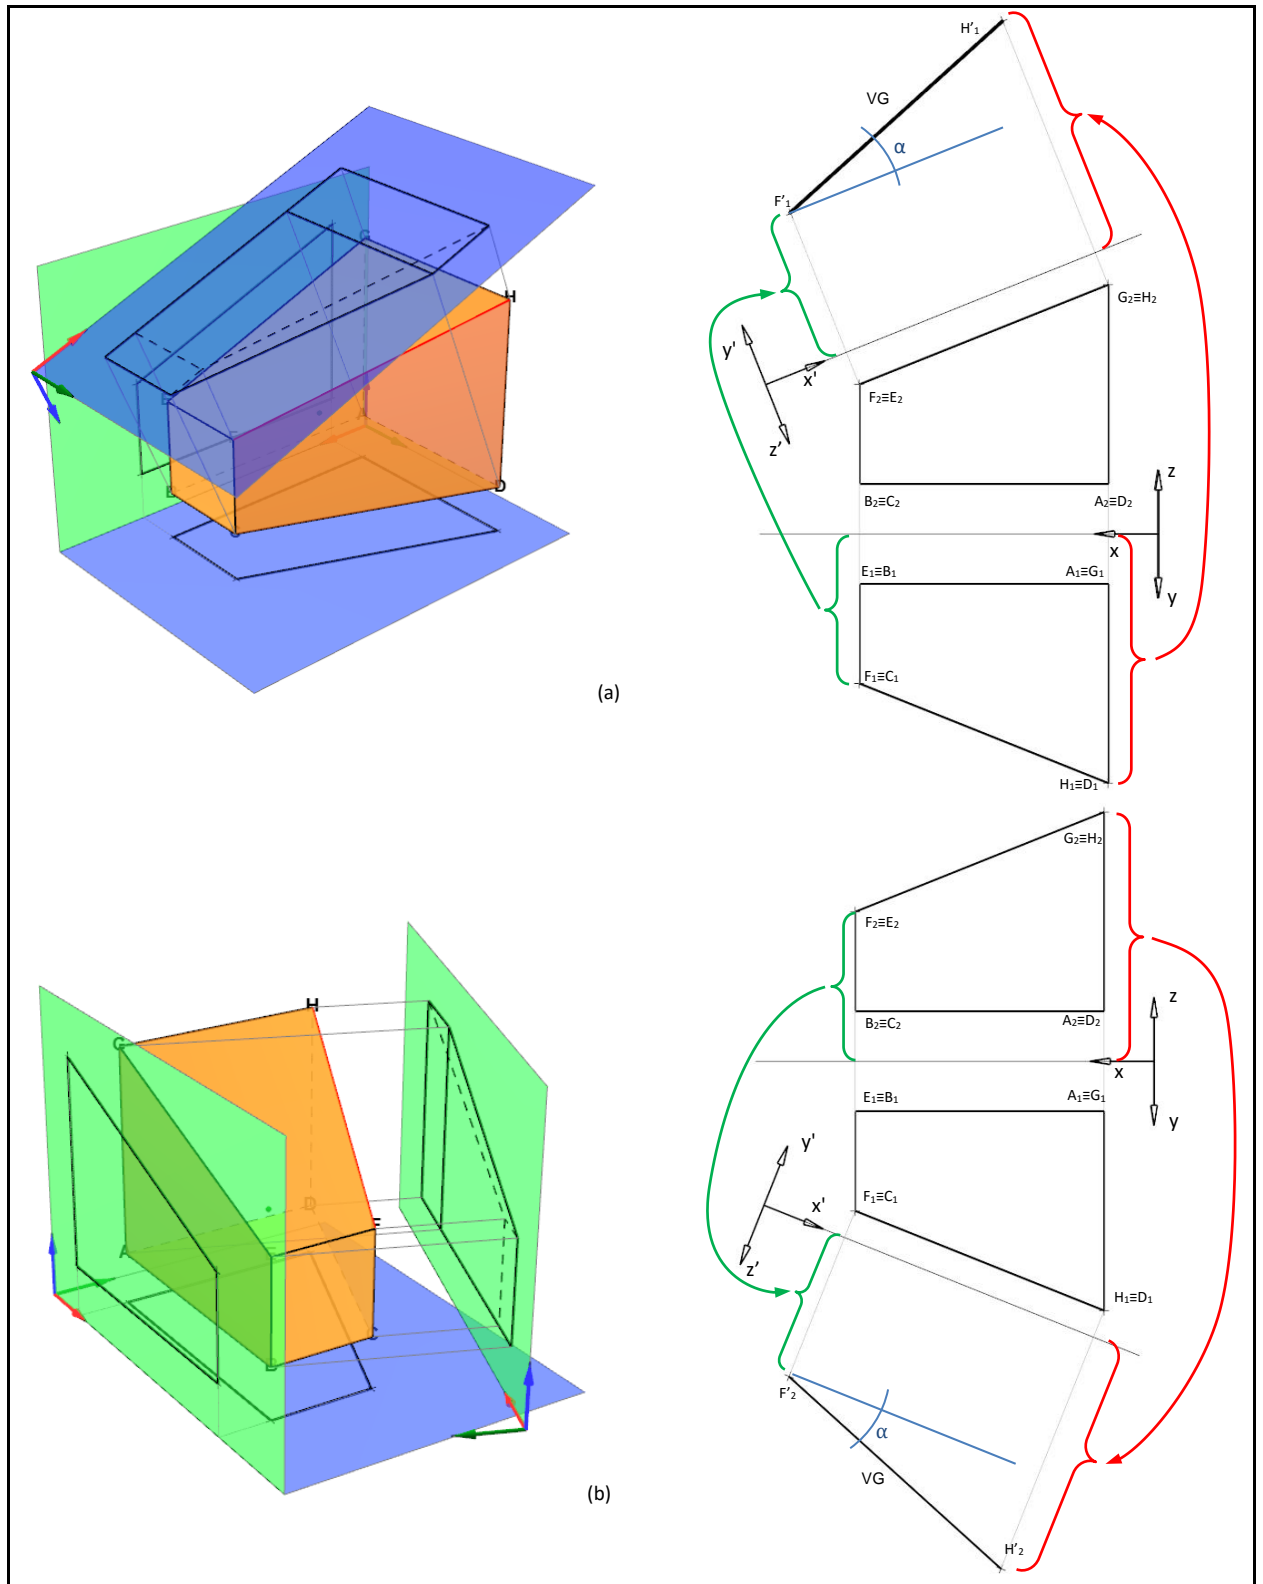 H'₁
VG
α
F'₁
G₂≡H₂
y'
x'
F₂≡E₂
z'
z
B₂≡C₂
A₂≡D₂
x
E₁≡B₁
A₁≡G₁
y
F₁≡C₁
H₁≡D₁
G
H
E
F
D
B
(a)
G₂≡H₂
F₂≡E₂
z
B₂≡C₂
A₂≡D₂
x
E₁≡B₁
A₁≡G₁
y
y'
F₁≡C₁
x'
z'
H₁≡D₁
F'₂
α
VG
H'₂
H
G
D
F
A
E
C
B
(b)